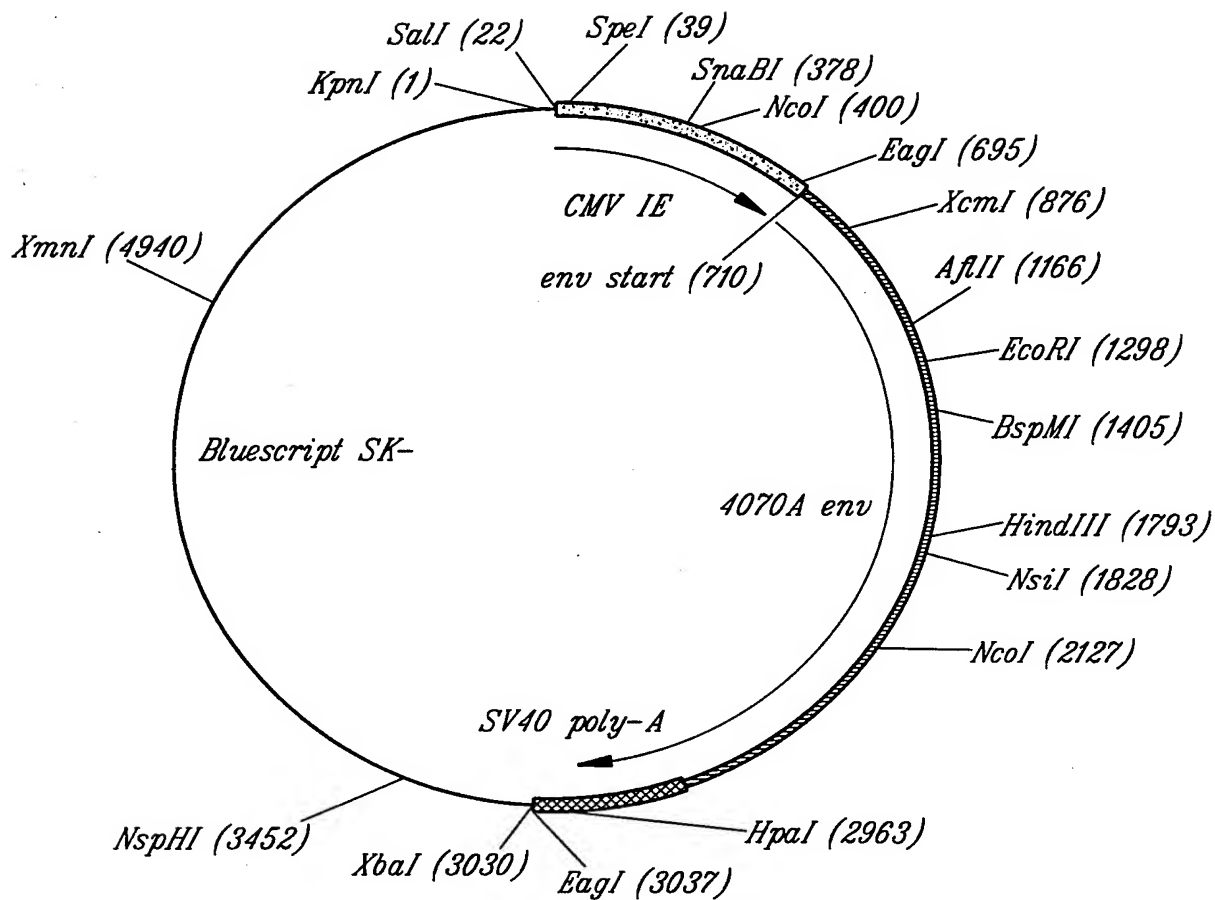 SalI (22)
SpeI (39)
KpnI (1)
SnaBI (378)
NcoI (400)
EagI (695)
XcmI (876)
CMV IE
XmnI (4940)
env start (710)
AflII (1166)
EcoRI (1298)
BspMI (1405)
Bluescript SK-
4070A env
HindIII (1793)
NsiI (1828)
NcoI (2127)
SV40 poly-A
NspHI (3452)
HpaI (2963)
XbaI (3030)
EagI (3037)